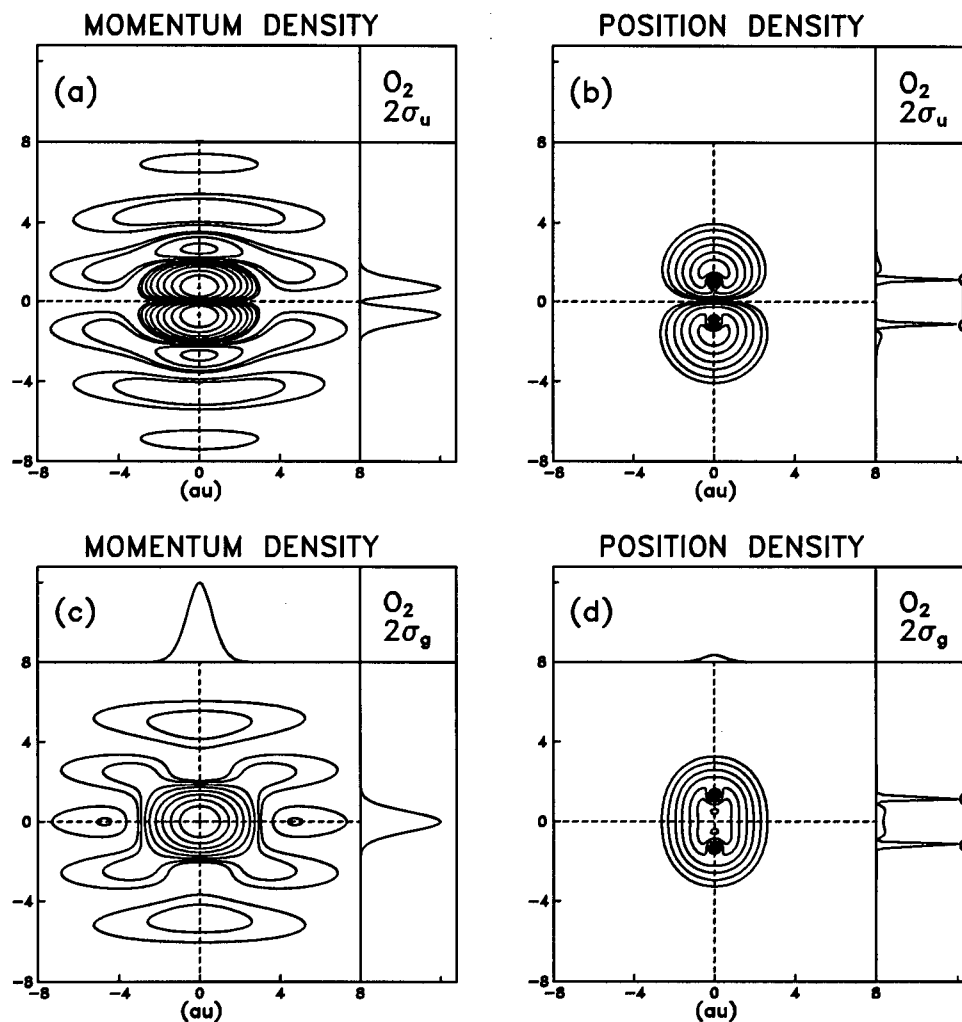 MOMENTUM DENSITY
(a)
O₂
2σᵤ
8
4
0
-4
-8
-8 -4 0 4 8
(au)
POSITION DENSITY
(b)
O₂
2σᵤ
8
4
0
-4
-8
-8 -4 0 4 8
(au)
MOMENTUM DENSITY
(c)
O₂
2σg
8
4
0
-4
-8
-8 -4 0 4 8
(au)
POSITION DENSITY
(d)
O₂
2σg
8
4
0
-4
-8
-8 -4 0 4 8
(au)